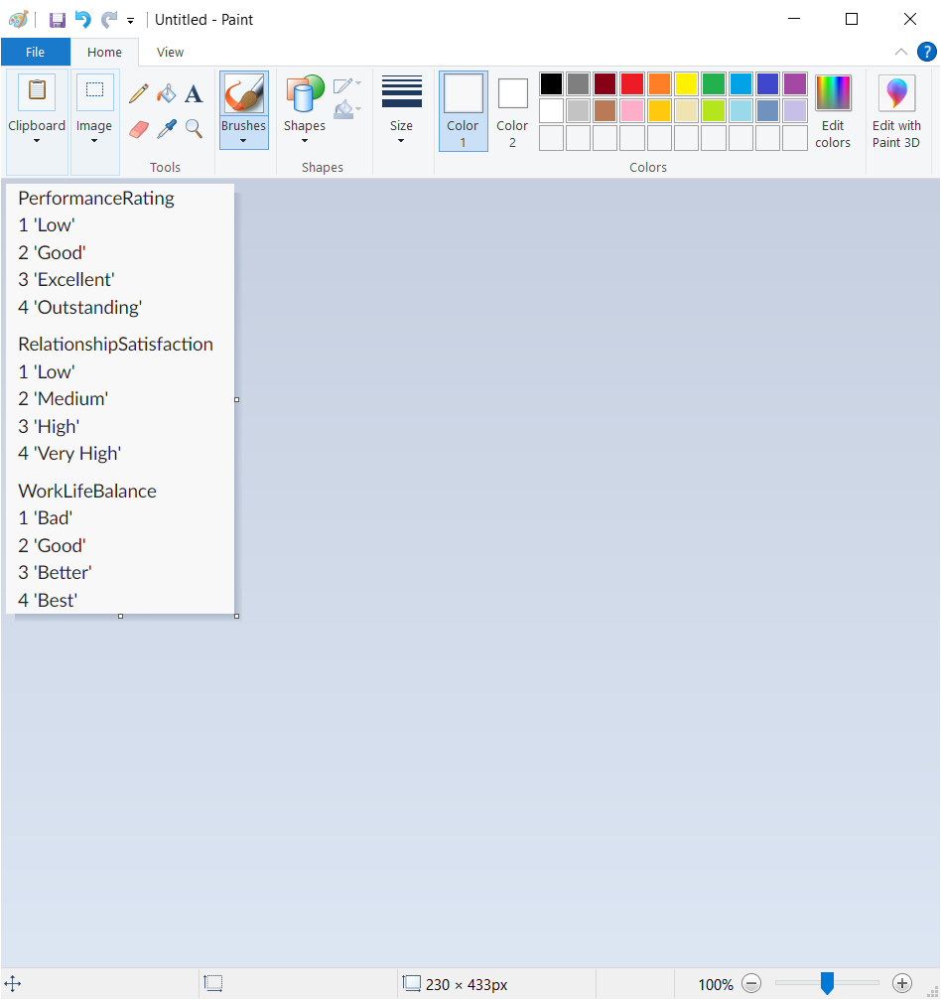 Untitled - Paint
File
Home
View
?
Clipboard
Image
A
Tools
Brushes
Shapes
Shapes
Size
Color
1
Color
2
Edit
colors
Colors
Edit with
Paint 3D
PerformanceRating
1 'Low'
2 'Good'
3 'Excellent'
4 'Outstanding'
RelationshipSatisfaction
1 'Low'
2 'Medium'
3 'High'
4 'Very High'
WorkLifeBalance
1 'Bad'
2 'Good'
3 'Better'
4 'Best'
230 × 433px
100%